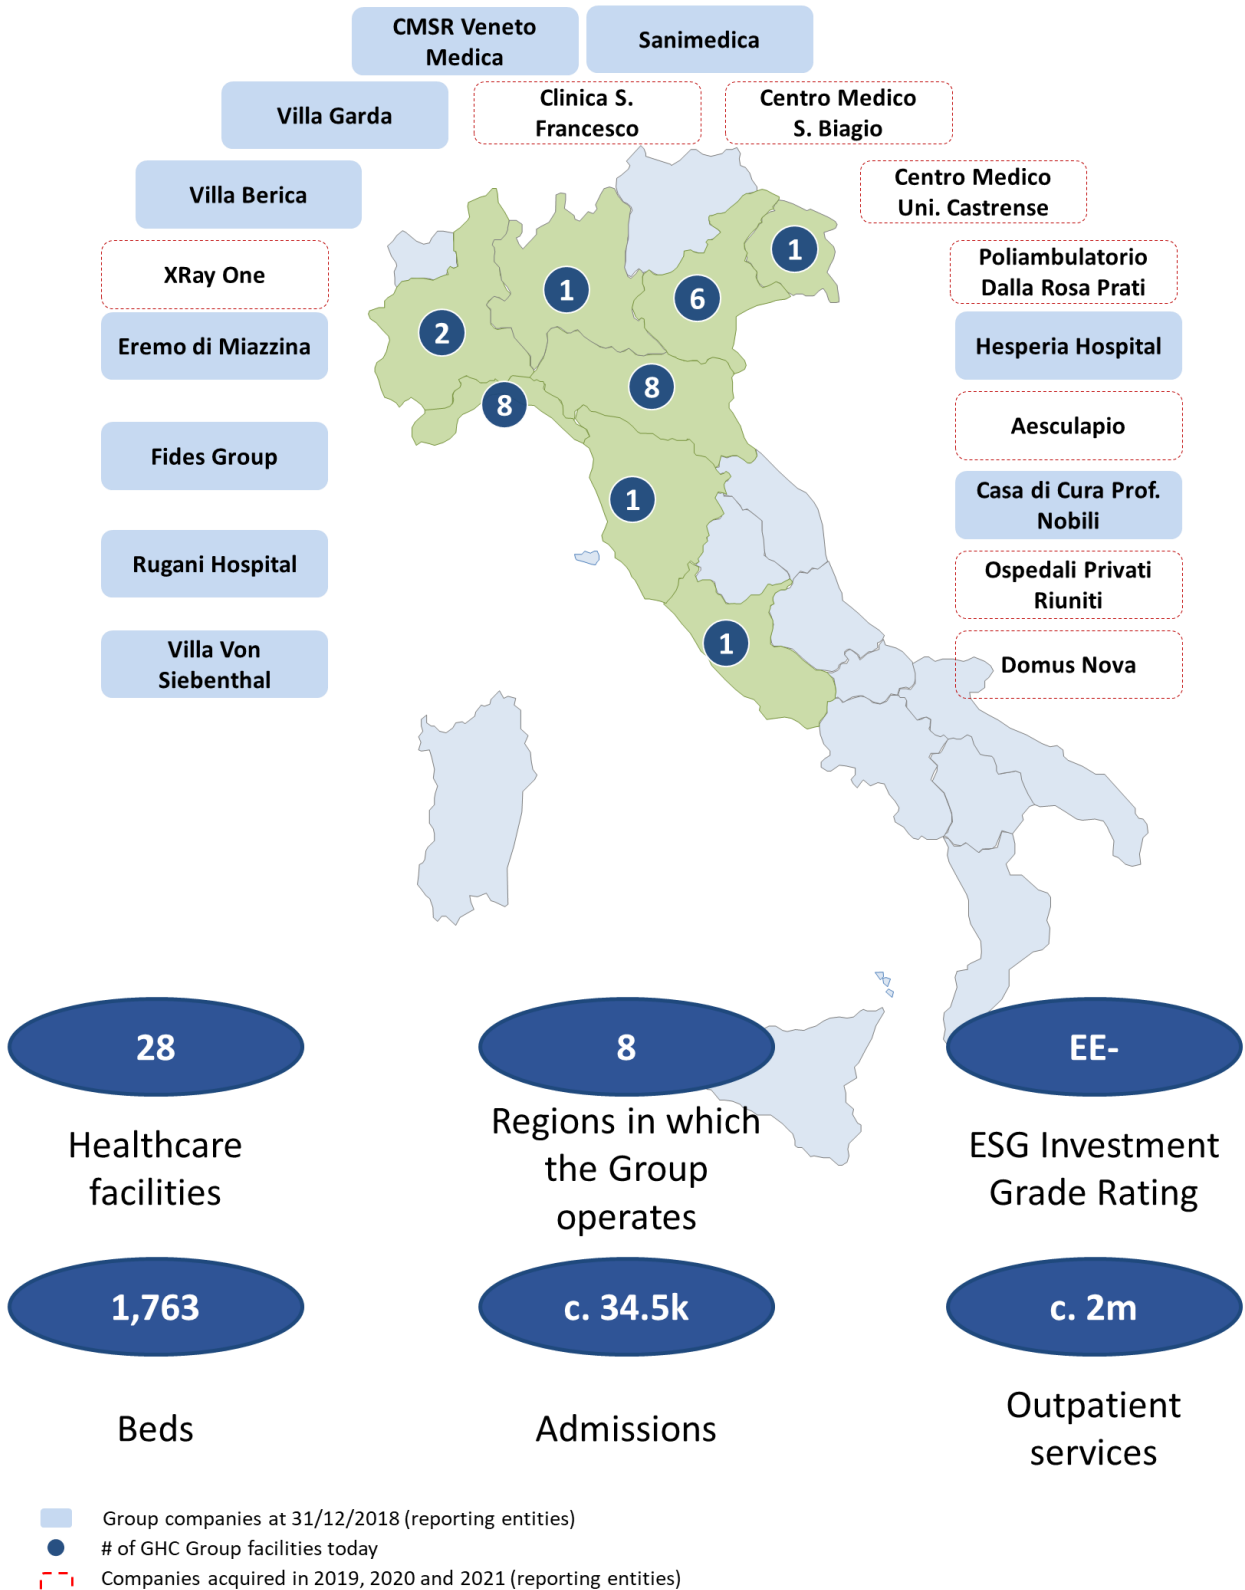 CMSR Veneto
Medica
Sanimedica
Villa Garda
Clinica S.
Francesco
Centro Medico
S. Biagio
Villa Berica
Centro Medico
Uni. Castrense
XRay One
Poliambulatorio
Dalla Rosa Prati
Eremo di Miazzina
Hesperia Hospital
Aesculapio
Fides Group
Casa di Cura Prof.
Nobili
Rugani Hospital
Ospedali Privati
Riuniti
Villa Von
Siebenthal
Domus Nova
1
1
6
2
8
8
1
1
28
Healthcare
facilities
8
Regions in which
the Group
operates
EE-
ESG Investment
Grade Rating
1,763
Beds
c. 34.5k
Admissions
c. 2m
Outpatient
services
Group companies at 31/12/2018 (reporting entities)
# of GHC Group facilities today
Companies acquired in 2019, 2020 and 2021 (reporting entities)